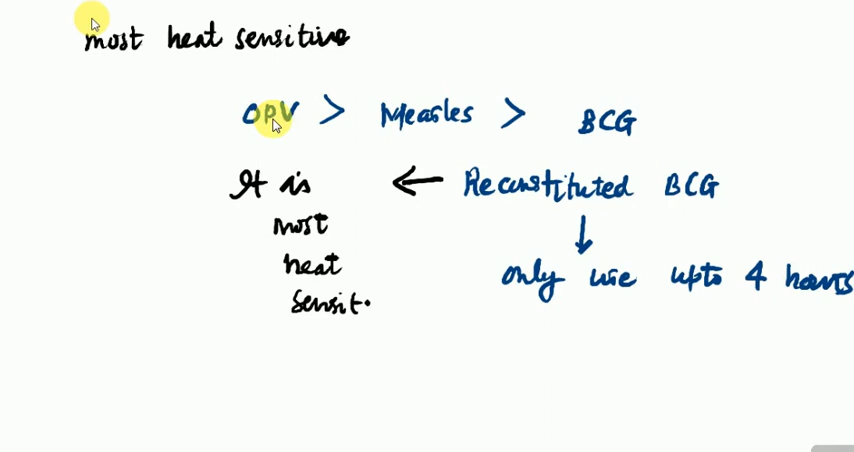 most heat sensitive
OPV > Measles > BCG
It is ← Reconstituted BCG
most ↓
heat only use upto 4 hours
sensit.